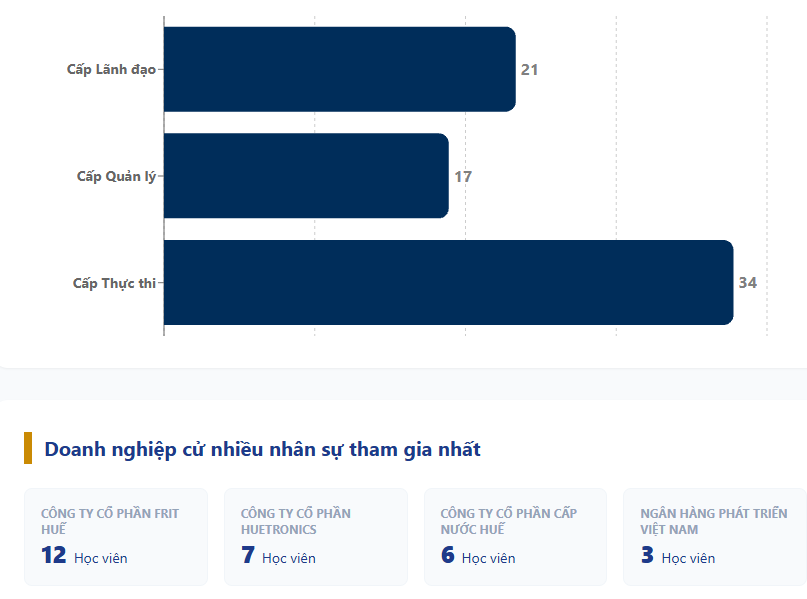 Cấp Lãnh đạo
21
Cấp Quản lý
17
Cấp Thực thi
34
Doanh nghiệp cử nhiều nhân sự tham gia nhất
CÔNG TY CỔ PHẦN FRIT
HUẾ
12 Học viên
CÔNG TY CỔ PHẦN
HUETRONICS
7 Học viên
CÔNG TY CỔ PHẦN CẤP
NƯỚC HUẾ
6 Học viên
NGÂN HÀNG PHÁT TRIỂN
VIỆT NAM
3 Học viên